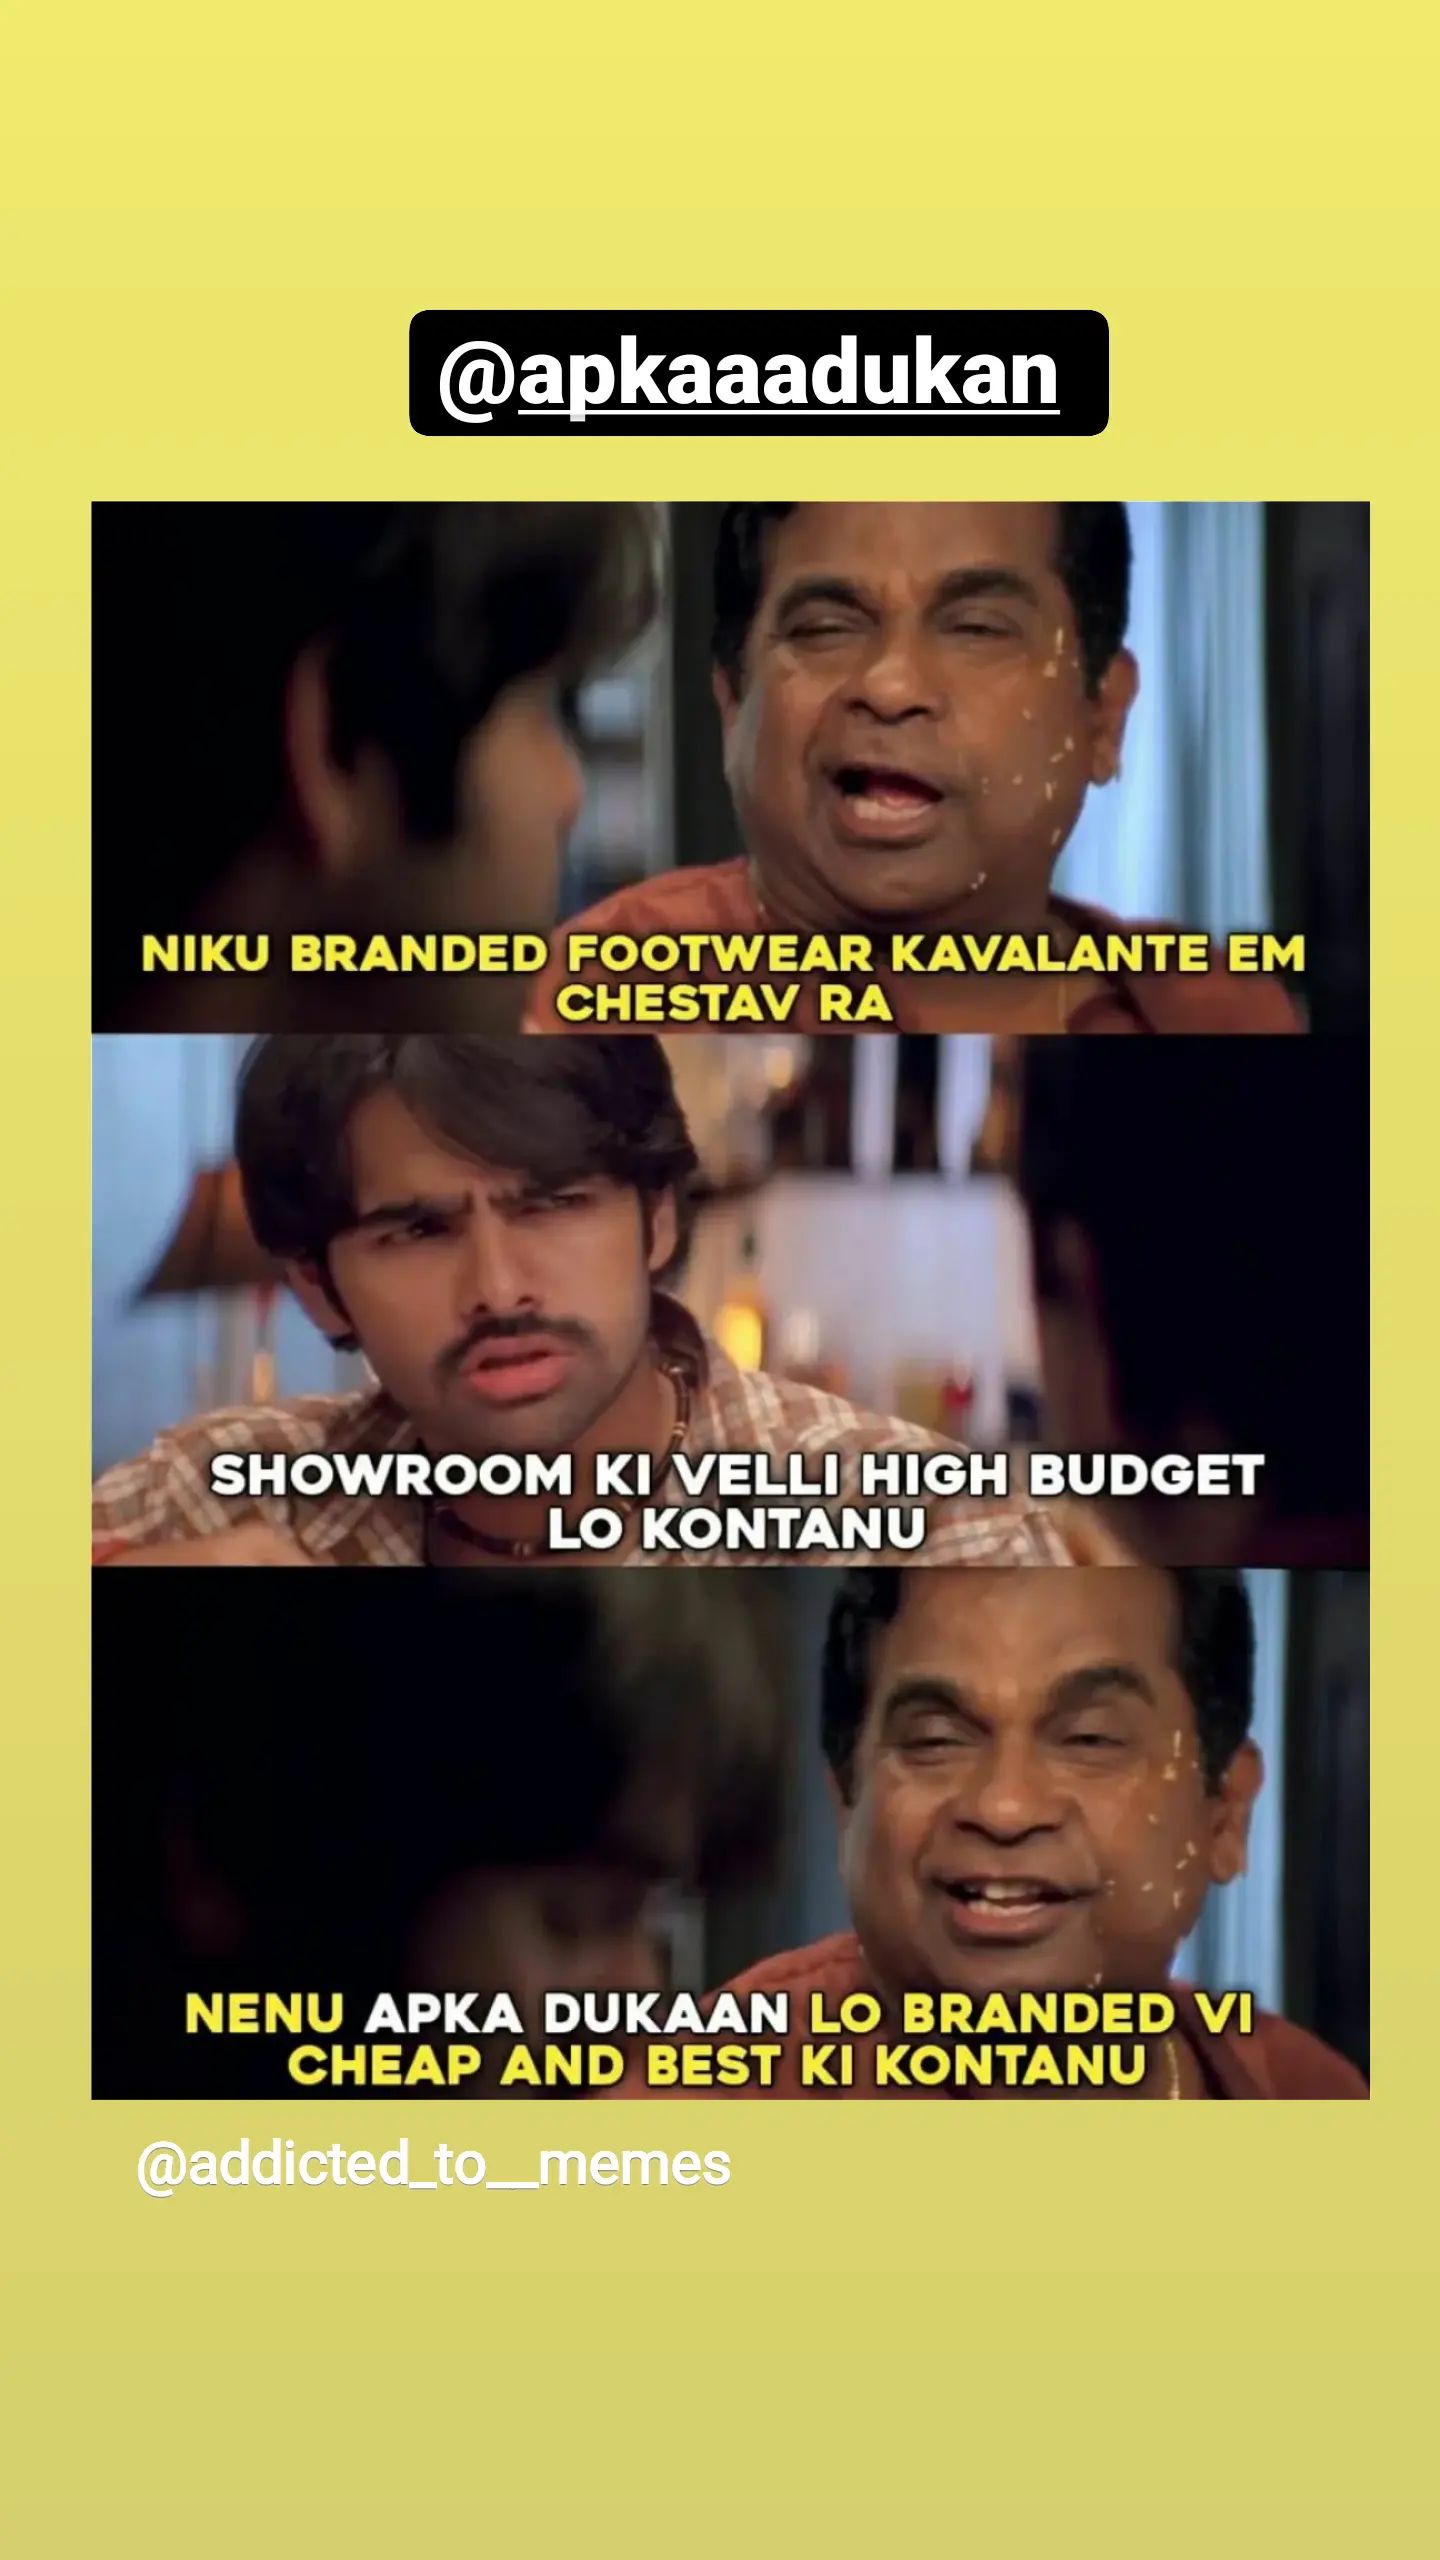 @apkaaadukan
NIKU BRANDED FOOTWEAR KAVALANTE EM
CHESTAV RA
SHOWROOM KI VELLI HIGH BUDGET
LO KONTANU
NENU APKA DUKAAN LO BRANDED VI
CHEAP AND BEST KI KONTANU
@addicted_to__memes